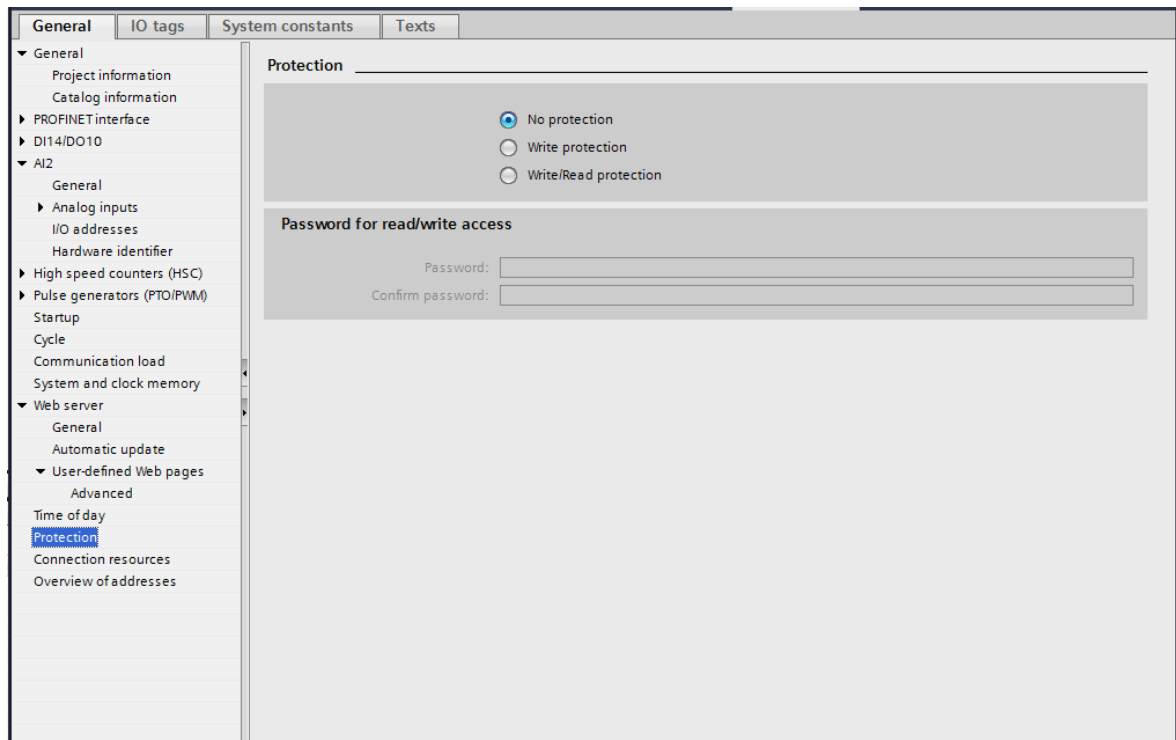 General
IO tags
System constants
Texts
General
Project information
Catalog information
PROFINET interface
DI14/DO10
AI2
General
Analog inputs
I/O addresses
Hardware identifier
High speed counters (HSC)
Pulse generators (PTO/PWM)
Startup
Cycle
Communication load
System and clock memory
Web server
General
Automatic update
User-defined Web pages
Advanced
Time of day
Protection
Connection resources
Overview of addresses
Protection
No protection
Write protection
Write/Read protection
Password for read/write access
Password:
Confirm password: